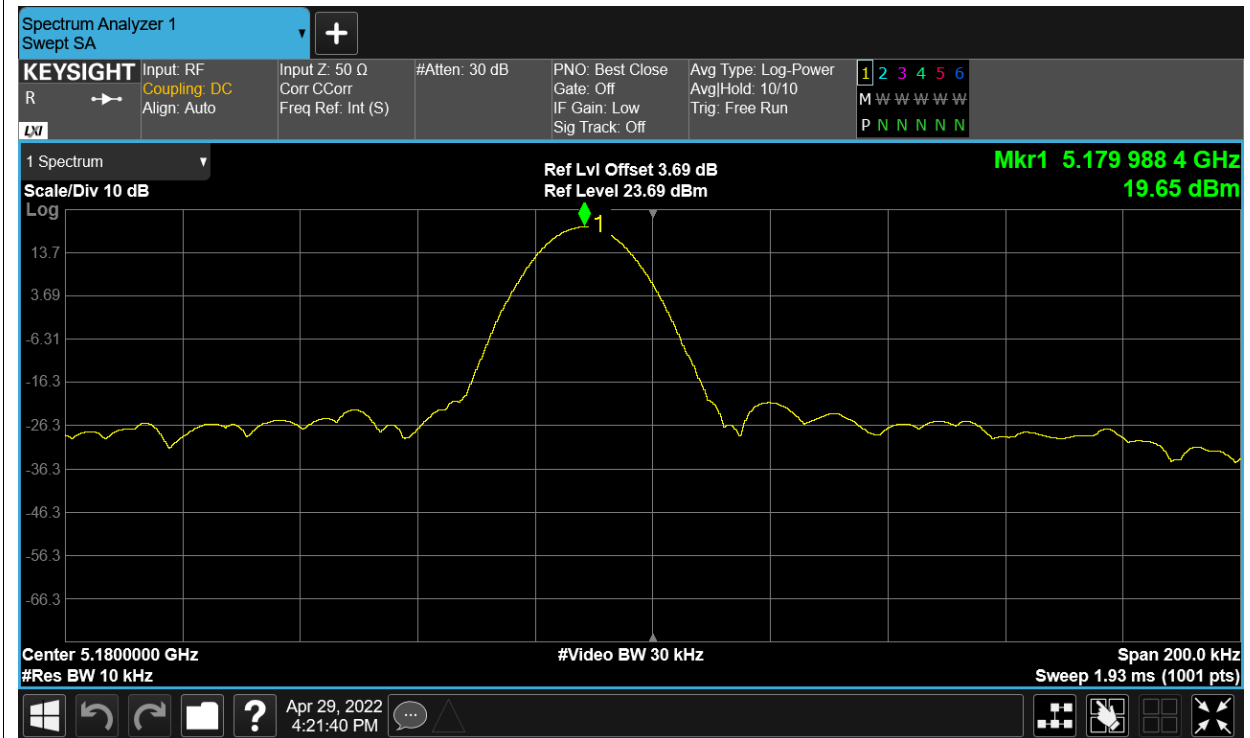 Spectrum Analyzer 1
Swept SA
KEYSIGHT
R
LXI
Input: RF
Coupling: DC
Align: Auto
Input Z: 50 Ω
Corr CCorr
Freq Ref: Int (S)
#Atten: 30 dB
PNO: Best Close
Gate: Off
IF Gain: Low
Sig Track: Off
Avg Type: Log-Power
Avg|Hold: 10/10
Trig: Free Run
1 2 3 4 5 6
M W W W W W
P N N N N N
1 Spectrum
Scale/Div 10 dB
Log
Ref Lvl Offset 3.69 dB
Ref Level 23.69 dBm
Mkr1 5.179 988 4 GHz
19.65 dBm
1
13.7
3.69
-6.31
-16.3
-26.3
-36.3
-46.3
-56.3
-66.3
Center 5.1800000 GHz
#Res BW 10 kHz
#Video BW 30 kHz
Span 200.0 kHz
Sweep 1.93 ms (1001 pts)
?
Apr 29, 2022
4:21:40 PM